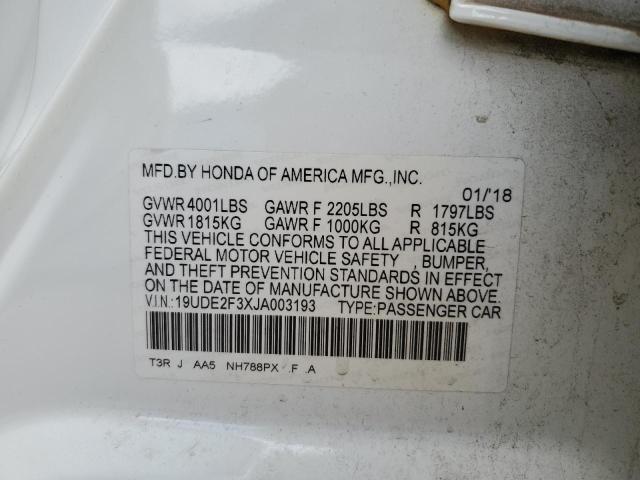 MFD.BY HONDA OF AMERICA MFG.,INC. 01/'18
GVWR 4001LBS GAWR F 2205LBS R 1797LBS
GVWR 1815KG GAWR F 1000KG R 815KG
THIS VEHICLE CONFORMS TO ALL APPLICABLE
FEDERAL MOTOR VEHICLE SAFETY ,BUMPER,
AND THEFT PREVENTION STANDARDS IN EFFECT
ON THE DATE OF MANUFACTURE SHOWN ABOVE.
V.I.N.:19UDE2F3XJA003193 TYPE:PASSENGER CAR
T3R J AA5 NH788PX .F .A